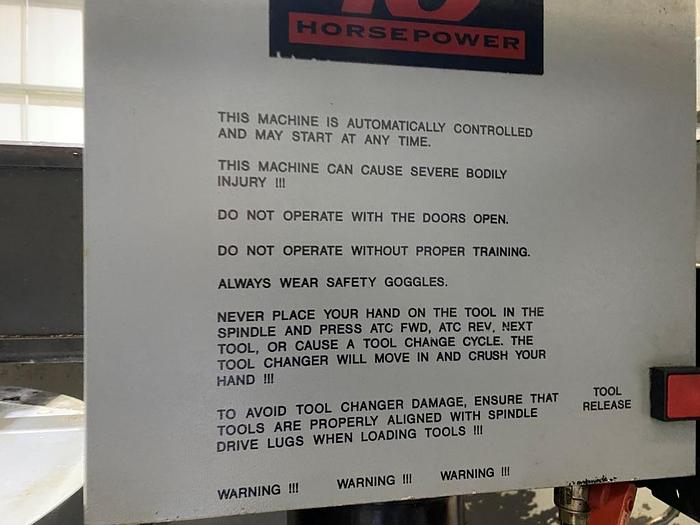 HORSEPOWER
THIS MACHINE IS AUTOMATICALLY CONTROLLED
AND MAY START AT ANY TIME.
THIS MACHINE CAN CAUSE SEVERE BODILY
INJURY !!!
DO NOT OPERATE WITH THE DOORS OPEN.
DO NOT OPERATE WITHOUT PROPER TRAINING.
ALWAYS WEAR SAFETY GOGGLES.
NEVER PLACE YOUR HAND ON THE TOOL IN THE
SPINDLE AND PRESS ATC FWD, ATC REV, NEXT
TOOL, OR CAUSE A TOOL CHANGE CYCLE. THE
TOOL CHANGER WILL MOVE IN AND CRUSH YOUR
HAND !!!
TO AVOID TOOL CHANGER DAMAGE, ENSURE THAT
TOOLS ARE PROPERLY ALIGNED WITH SPINDLE
DRIVE LUGS WHEN LOADING TOOLS !!!
TOOL
RELEASE
WARNING !!! WARNING !!! WARNING !!!